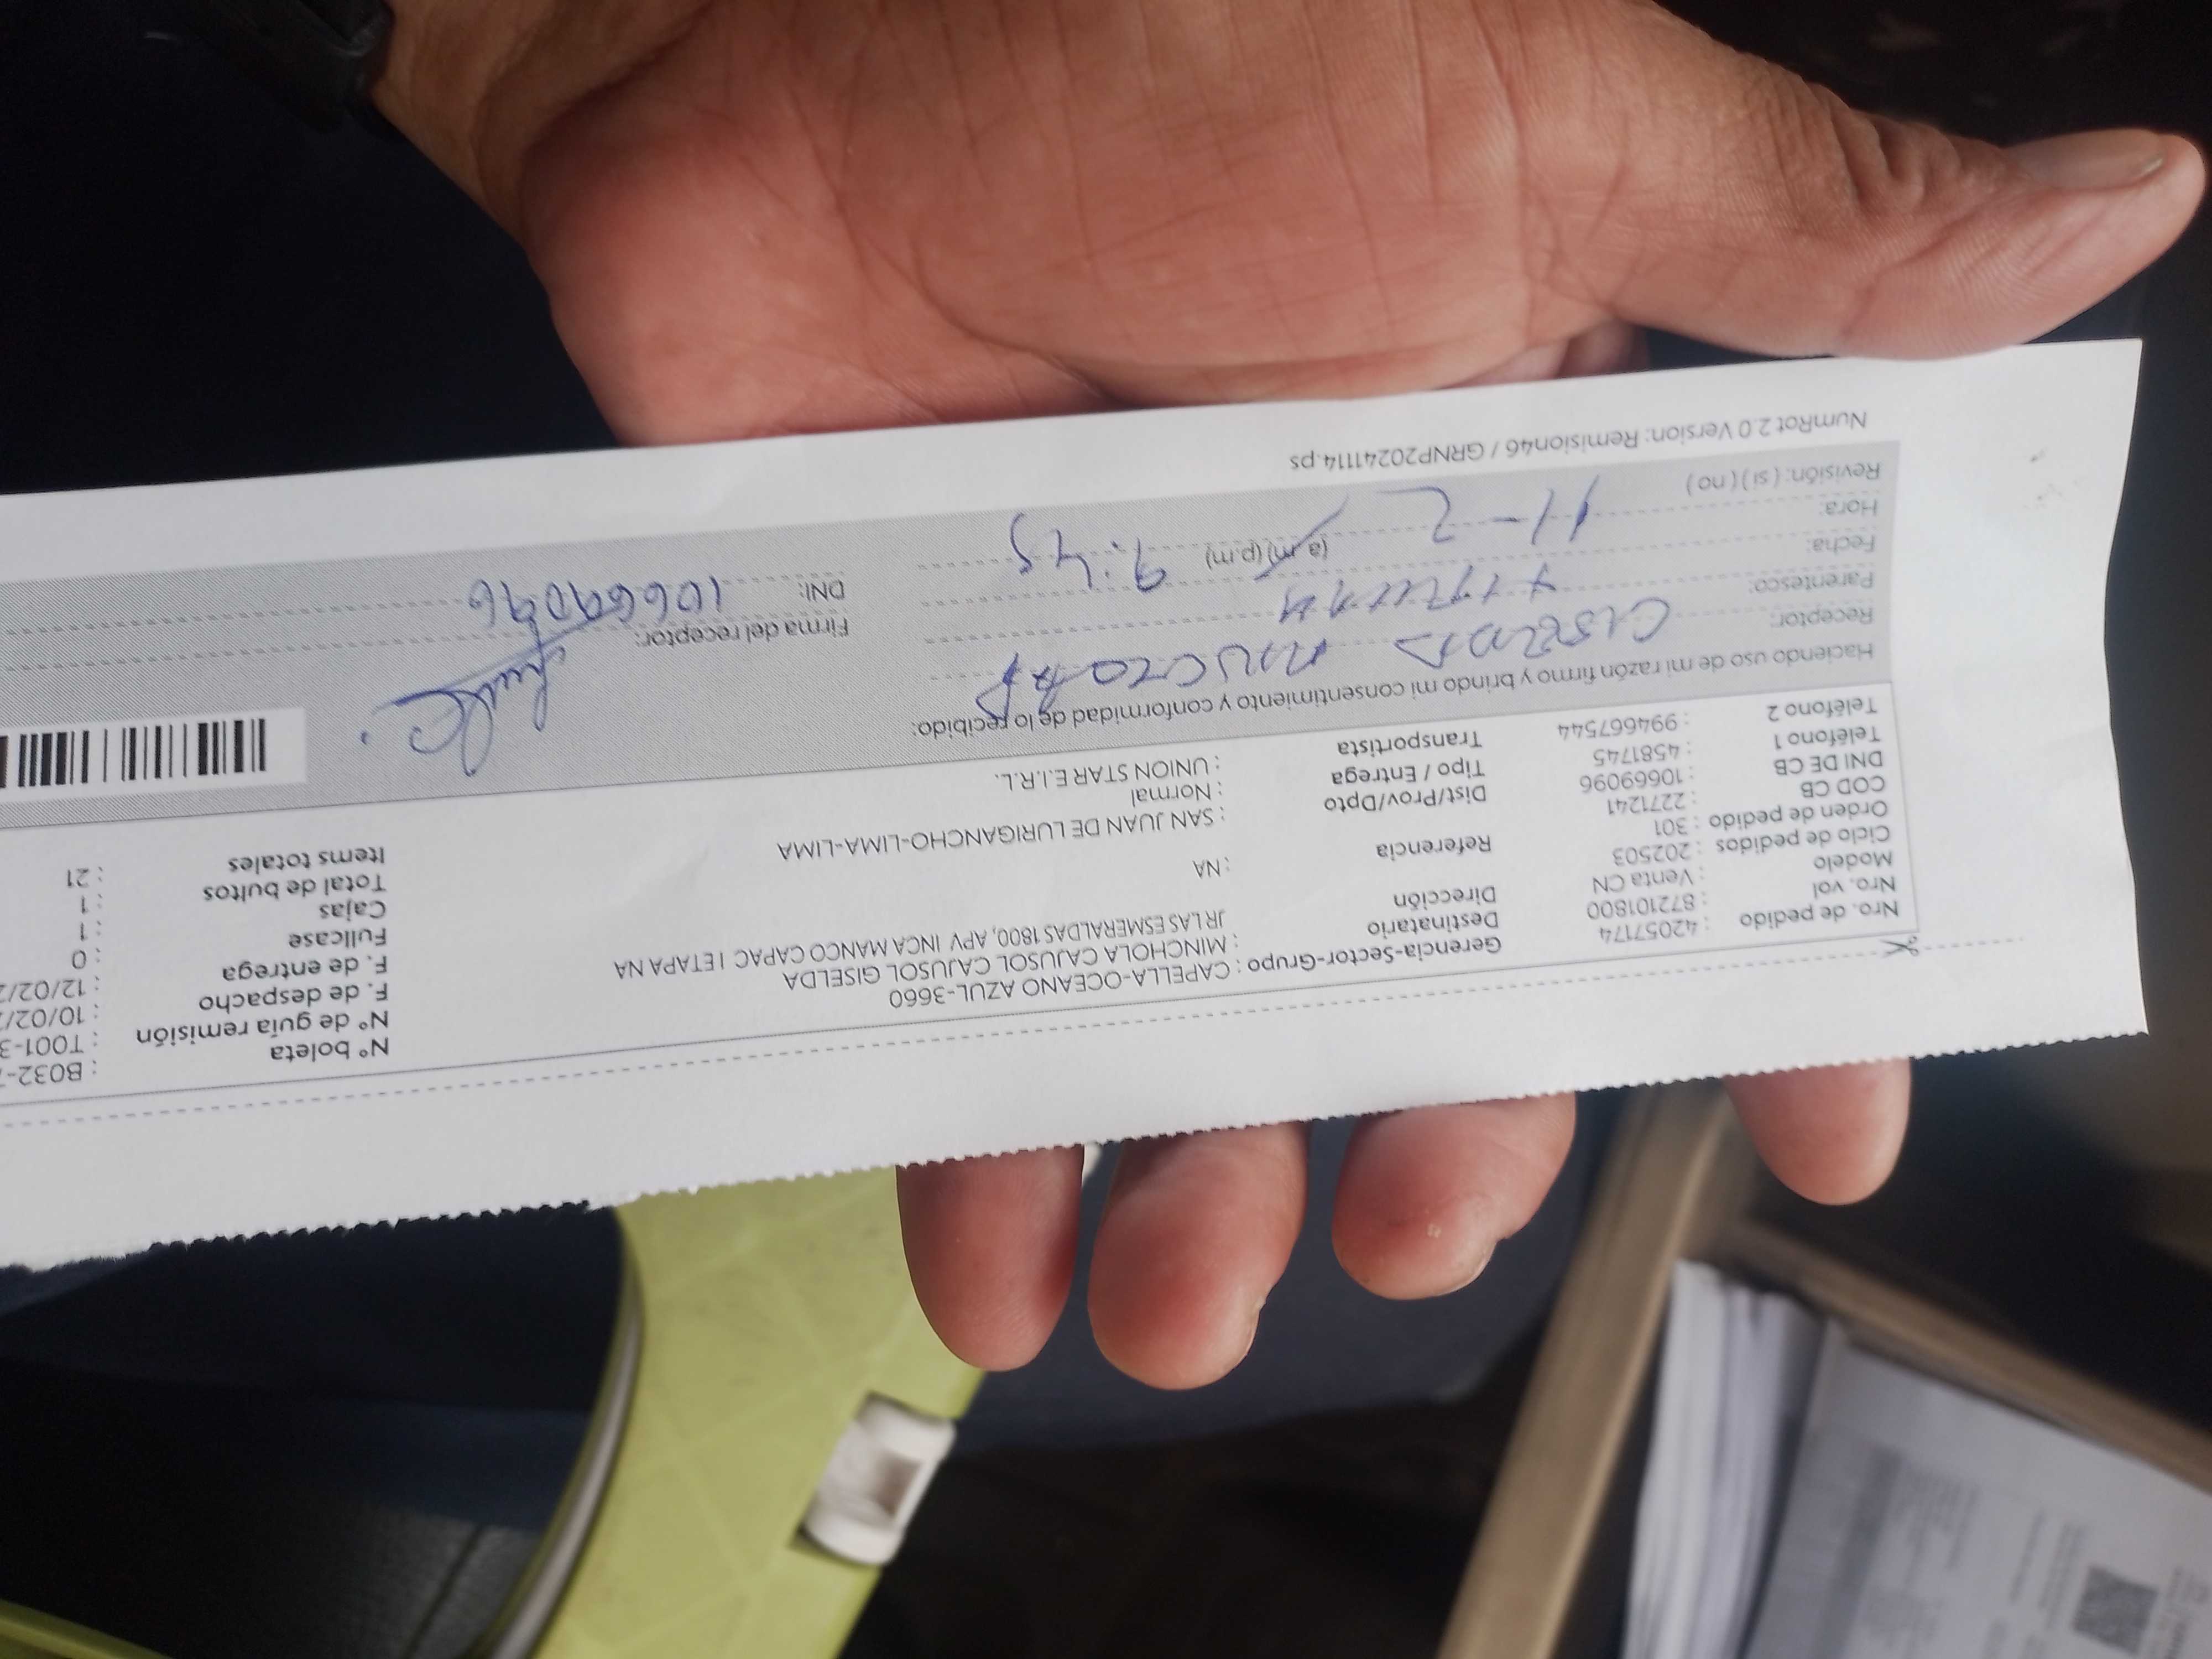 Nro. de pedido : 42057174
Nro. vol : 872101800
Modelo : Venta CN
Ciclo de pedidos : 202503
Orden de pedido : 301
COD CB : 2271241
DNI DE CB : 10669096
Teléfono 1 : 4581745
Teléfono 2 : 994667544
Gerencia-Sector-Grupo : CAPELLA-OCEANO AZUL-3660
Destinatario : MINCHOLA CAJUSOL CAJUSOL GISELDA
Dirección JR LAS ESMERALDAS 1800, APV INCA MANCO CAPAC I ETAPA NA
Referencia : NA
Dist/Prov/Dpto : SAN JUAN DE LURIGANCHO-LIMA-LIMA
Tipo / Entrega : Normal
Transportista : UNION STAR E.I.R.L.
N° boleta : B032-
N° de guía remisión : T001-3
F. de despacho : 10/02/2
F. de entrega : 12/02/2
Fullcase : 0
Cajas : 1
Total de bultos : 1
Items totales : 21
Haciendo uso de mi razón firmo y brindo mi consentimiento y conformidad de lo recibido:
Receptor:
Parentesco:
Fecha: 11-2
Hora: (a.m) (p.m) 9:45
Revisión: ( si ) ( no )
Firma del receptor:
DNI: 10669096
NumRot 2.0 Version: Remision46 / GRNP20241114.ps